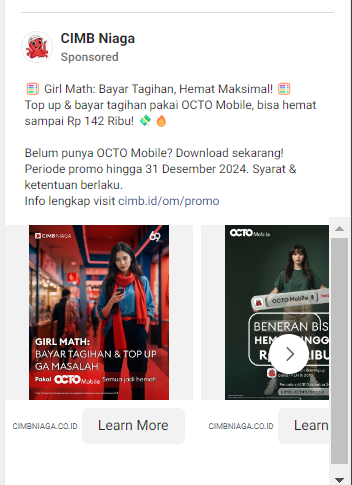 CIMB Niaga
Sponsored
Girl Math: Bayar Tagihan, Hemat Maksimal!
Top up & bayar tagihan pakai OCTO Mobile, bisa hemat
sampai Rp 142 Ribu!
Belum punya OCTO Mobile? Download sekarang!
Periode promo hingga 31 Desember 2024. Syarat &
ketentuan berlaku.
Info lengkap visit cimb.id/om/promo
CIMBNIAGA
69
GIRL MATH:
BAYAR TAGIHAN & TOP UP
GA MASALAH
Pakai OCTO Mobile Semua jadi hemat!
CIMBNIAGA.CO.ID
Learn More
OCTO Mobile
OCTO Mobile
BENERAN BIS
CIMBNIAGA.CO.ID
Learn